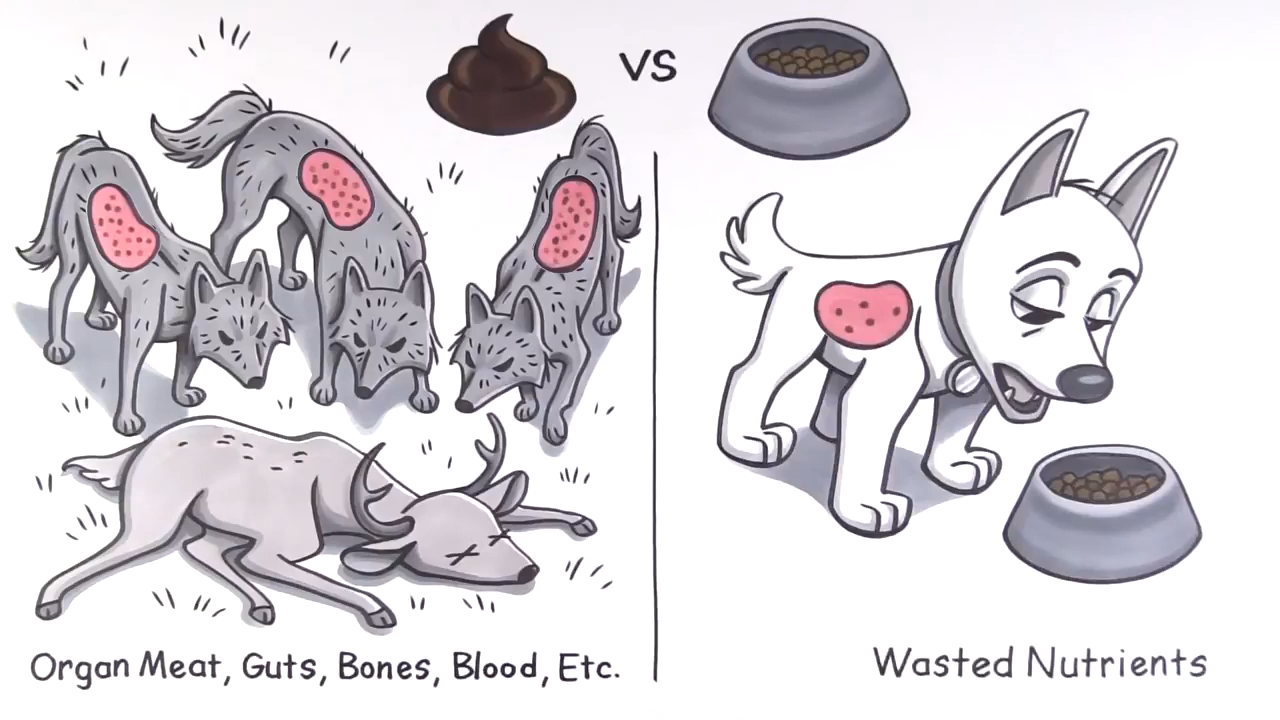 VS
Organ Meat, Guts, Bones, Blood, Etc.
Wasted Nutrients